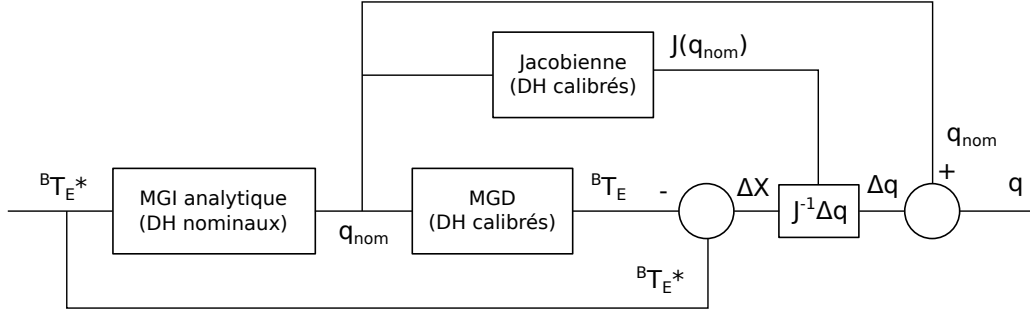 Jacobienne
(DH calibrés)
J(qnom)
BTE*
MGI analytique
(DH nominaux)
qnom
MGD
(DH calibrés)
BTE
-
ΔX
J-1Δq
Δq
qnom
+
q
BTE*